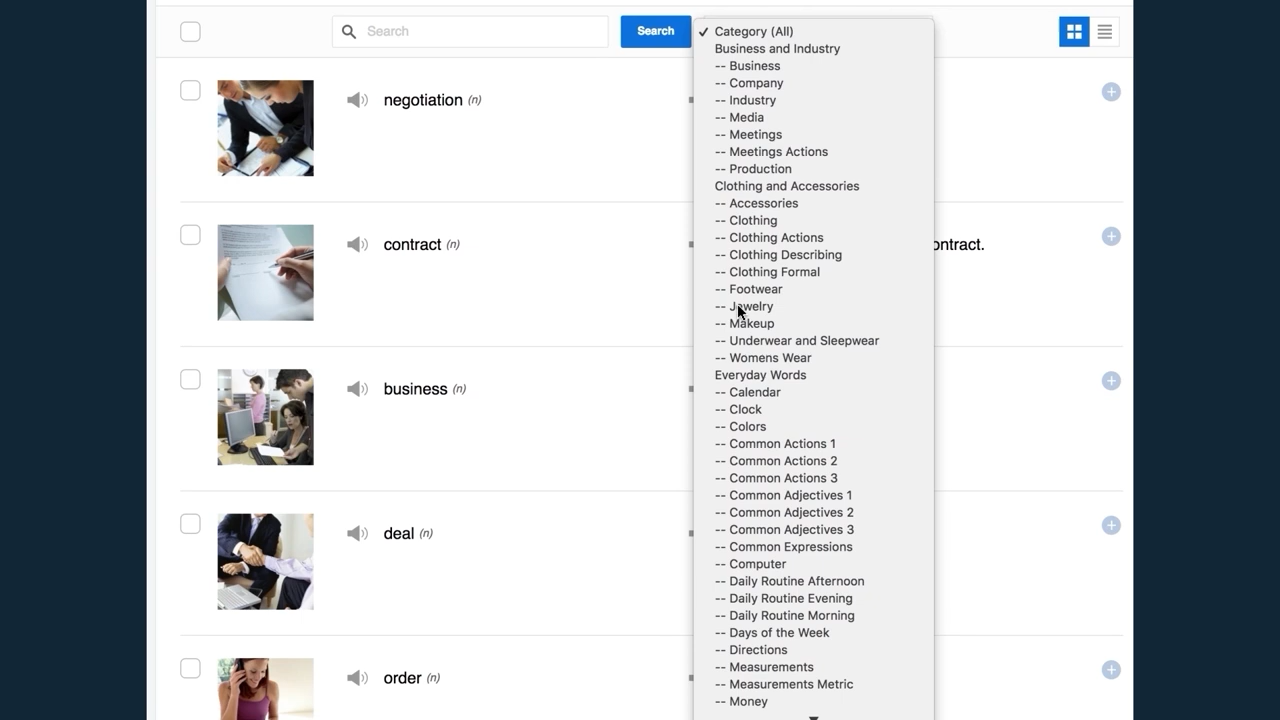 Search
Search
✓ Category (All)
Business and Industry
-- Business
-- Company
-- Industry
-- Media
-- Meetings
-- Meetings Actions
-- Production
Clothing and Accessories
-- Accessories
-- Clothing
-- Clothing Actions
-- Clothing Describing
-- Clothing Formal
-- Footwear
-- Jewelry
-- Makeup
-- Underwear and Sleepwear
-- Womens Wear
Everyday Words
-- Calendar
-- Clock
-- Colors
-- Common Actions 1
-- Common Actions 2
-- Common Actions 3
-- Common Adjectives 1
-- Common Adjectives 2
-- Common Adjectives 3
-- Common Expressions
-- Computer
-- Daily Routine Afternoon
-- Daily Routine Evening
-- Daily Routine Morning
-- Days of the Week
-- Directions
-- Measurements
-- Measurements Metric
-- Money
negotiation (n)
contract (n)
ontract.
business (n)
deal (n)
order (n)